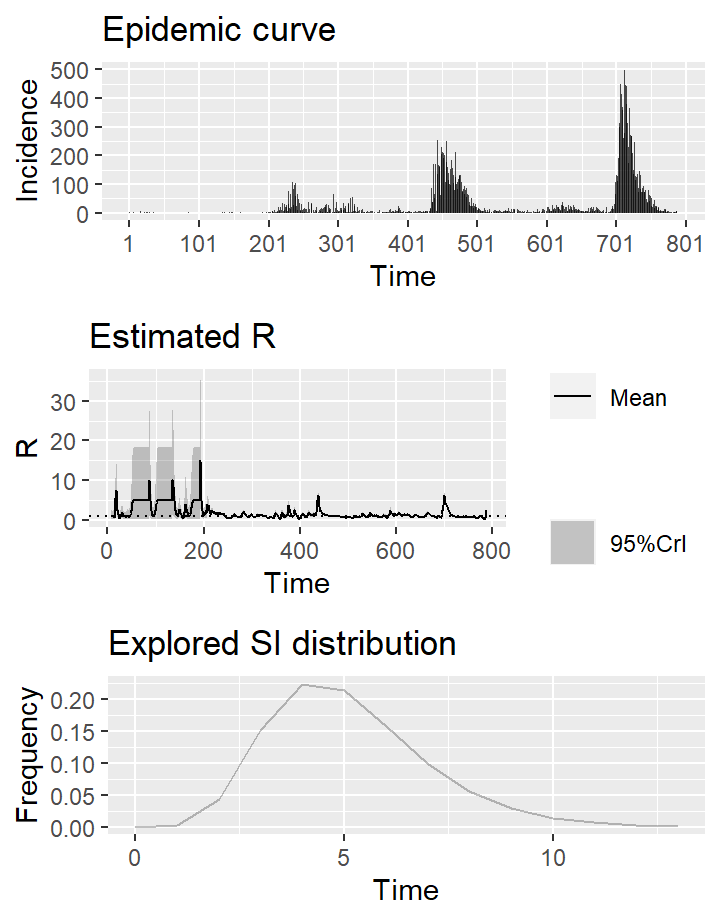 Epidemic curve
Incidence
500
400
300
200
100
0
1 101 201 301 401 501 601 701 801
Time
Estimated R
R
30
20
10
0
0 200 400 600 800
Time
Mean
95%CrI
Explored SI distribution
Frequency
0.20
0.15
0.10
0.05
0.00
0 5 10
Time